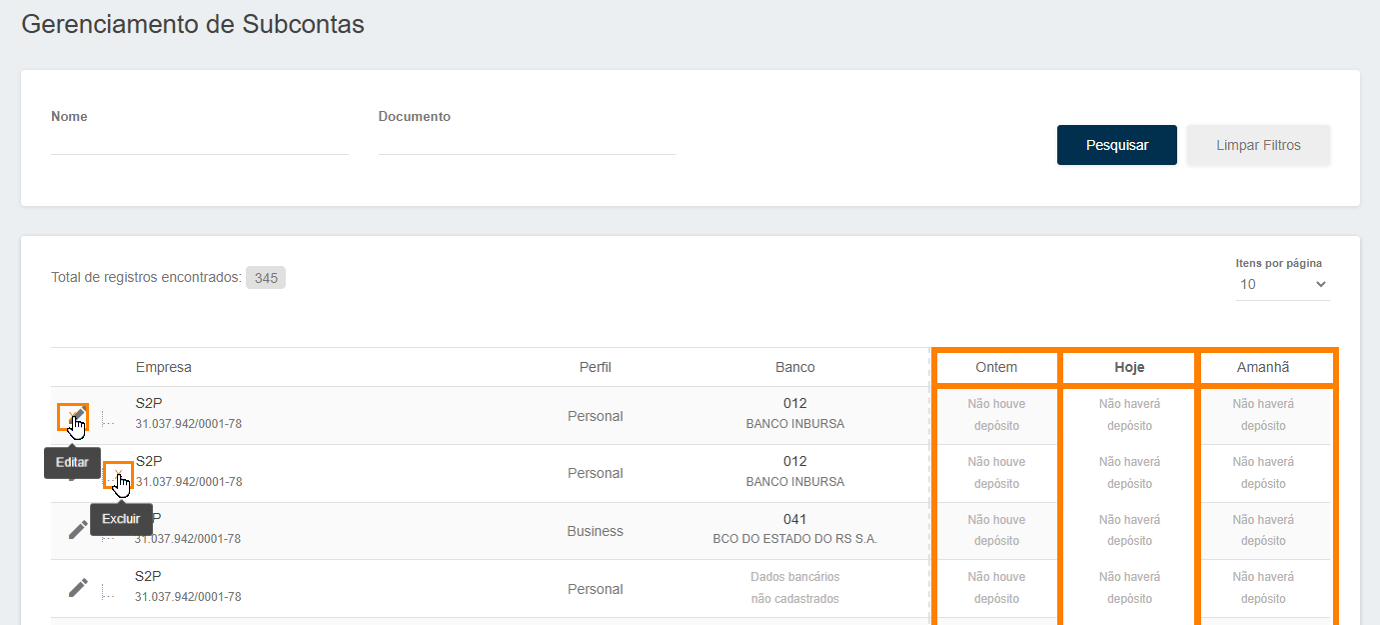 Gerenciamento de Subcontas
Nome
Documento
Pesquisar
Limpar Filtros
Total de registros encontrados: 345
Itens por página
10
Empresa
Perfil
Banco
Ontem
Hoje
Amanhã
S2P
31.037.942/0001-78
Personal
012
BANCO INBURSA
Não houve
depósito
Não haverá
depósito
Não haverá
depósito
Editar
S2P
31.037.942/0001-78
Personal
012
BANCO INBURSA
Não houve
depósito
Não haverá
depósito
Não haverá
depósito
Excluir
31.037.942/0001-78
Business
041
BCO DO ESTADO DO RS S.A.
Não houve
depósito
Não haverá
depósito
Não haverá
depósito
S2P
31.037.942/0001-78
Personal
Dados bancários
não cadastrados
Não houve
depósito
Não haverá
depósito
Não haverá
depósito